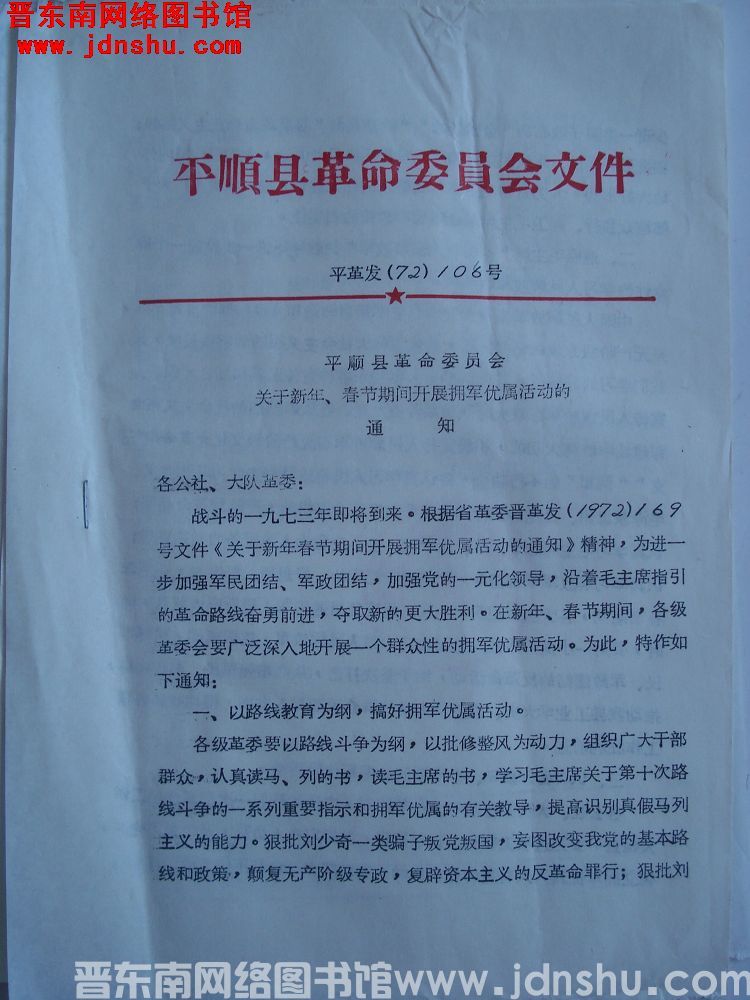 晋东南网络图书馆
www.jdnshu.com
平順县革命委員会文件
平革发(72)106号
平顺县革命委员会
关于新年、春节期间开展拥军优属活动的
通 知
各公社、大队革委:
战斗的一九七三年即将到来。根据省革委晋革发(1972)169
号文件《关于新年春节期间开展拥军优属活动的通知》精神，为进一
步加强军民团结、军政团结，加强党的一元化领导，沿着毛主席指引
的革命路线奋勇前进，夺取新的更大胜利。在新年、春节期间，各级
革委会要广泛深入地开展一个群众性的拥军优属活动。为此，特作如
下通知:
一、以路线教育为纲，搞好拥军优属活动。
各级革委要以路线斗争为纲，以批修整风为动力，组织广大干部
群众，认真读马、列的书，读毛主席的书，学习毛主席关于第十次路
线斗争的一系列重要指示和拥军优属的有关教导，提高识别真假马列
主义的能力。狠批刘少奇一类骗子叛党叛国，妄图改变我党的基本路
线和政策，颠复无产阶级专政，复辟资本主义的反革命罪行；狠批刘
晋东南网络图书馆www.jdnshu.com